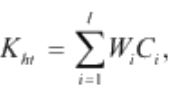 $K_{ht} = \sum_{i=1}^{I} W_i C_i,$